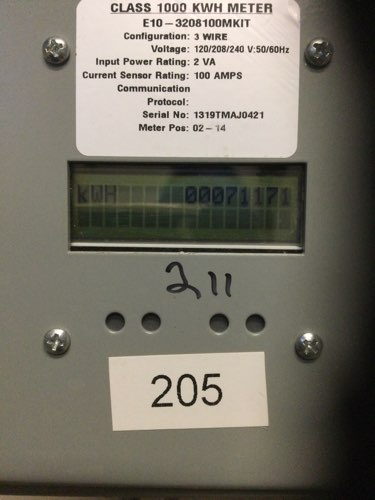 CLASS 1000 KWH METER
E10-3208100MKIT
Configuration: 3 WIRE
Voltage: 120/208/240 V:50/60Hz
Input Power Rating: 2 VA
Current Sensor Rating: 100 AMPS
Communication
Protocol:
Serial No: 1319TMAJ0421
Meter Pos: 02-14
kWH 00071171
211
205